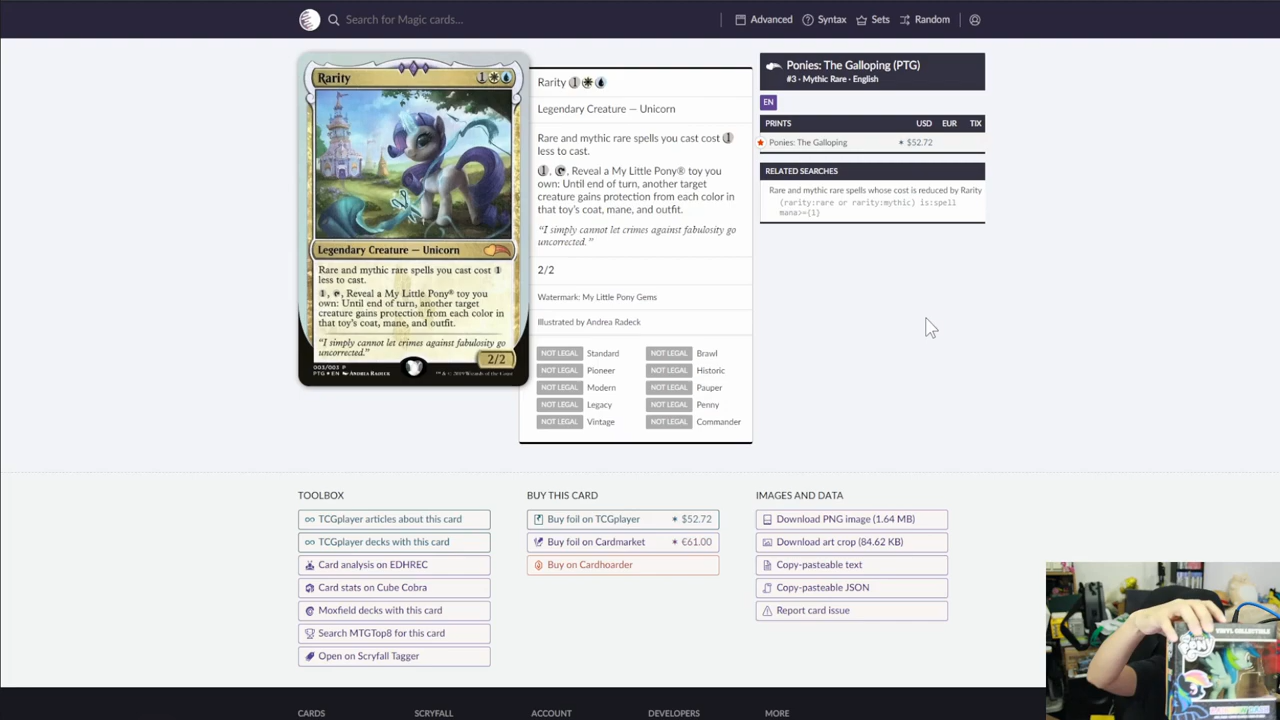 Search for Magic cards...
Advanced
Syntax
Sets
Random
Rarity 1
Legendary Creature — Unicorn
Rare and mythic rare spells you cast cost 1
less to cast.
1, , Reveal a My Little Pony® toy you
own: Until end of turn, another target
creature gains protection from each color in
that toy's coat, mane, and outfit.
"I simply cannot let crimes against fabulosity go
uncorrected."
2/2
003/003 P
PTG ★ EN ANDREA RADECK
Rarity 1
Legendary Creature — Unicorn
Rare and mythic rare spells you cast cost 1
less to cast.
1, , Reveal a My Little Pony® toy you
own: Until end of turn, another target
creature gains protection from each color in
that toy's coat, mane, and outfit.
"I simply cannot let crimes against fabulosity go
uncorrected."
2/2
Watermark: My Little Pony Gems
Illustrated by Andrea Radeck
NOT LEGAL Standard NOT LEGAL Brawl
NOT LEGAL Pioneer NOT LEGAL Historic
NOT LEGAL Modern NOT LEGAL Pauper
NOT LEGAL Legacy NOT LEGAL Penny
NOT LEGAL Vintage NOT LEGAL Commander
Ponies: The Galloping (PTG)
#3 · Mythic Rare · English
EN
PRINTS USD EUR TIX
Ponies: The Galloping ✶ $52.72
RELATED SEARCHES
Rare and mythic rare spells whose cost is reduced by Rarity
(rarity:rare or rarity:mythic) is:spell
mana>={1}
TOOLBOX
TCGplayer articles about this card
TCGplayer decks with this card
Card analysis on EDHREC
Card stats on Cube Cobra
Moxfield decks with this card
Search MTGTop8 for this card
Open on Scryfall Tagger
BUY THIS CARD
Buy foil on TCGplayer ✶ $52.72
Buy foil on Cardmarket ✶ €61.00
Buy on Cardhoarder
IMAGES AND DATA
Download PNG image (1.64 MB)
Download art crop (84.62 KB)
Copy-pasteable text
Copy-pasteable JSON
Report card issue
VINYL COLLECTIBLE
CARDS
SCRYFALL
ACCOUNT
DEVELOPERS
MORE